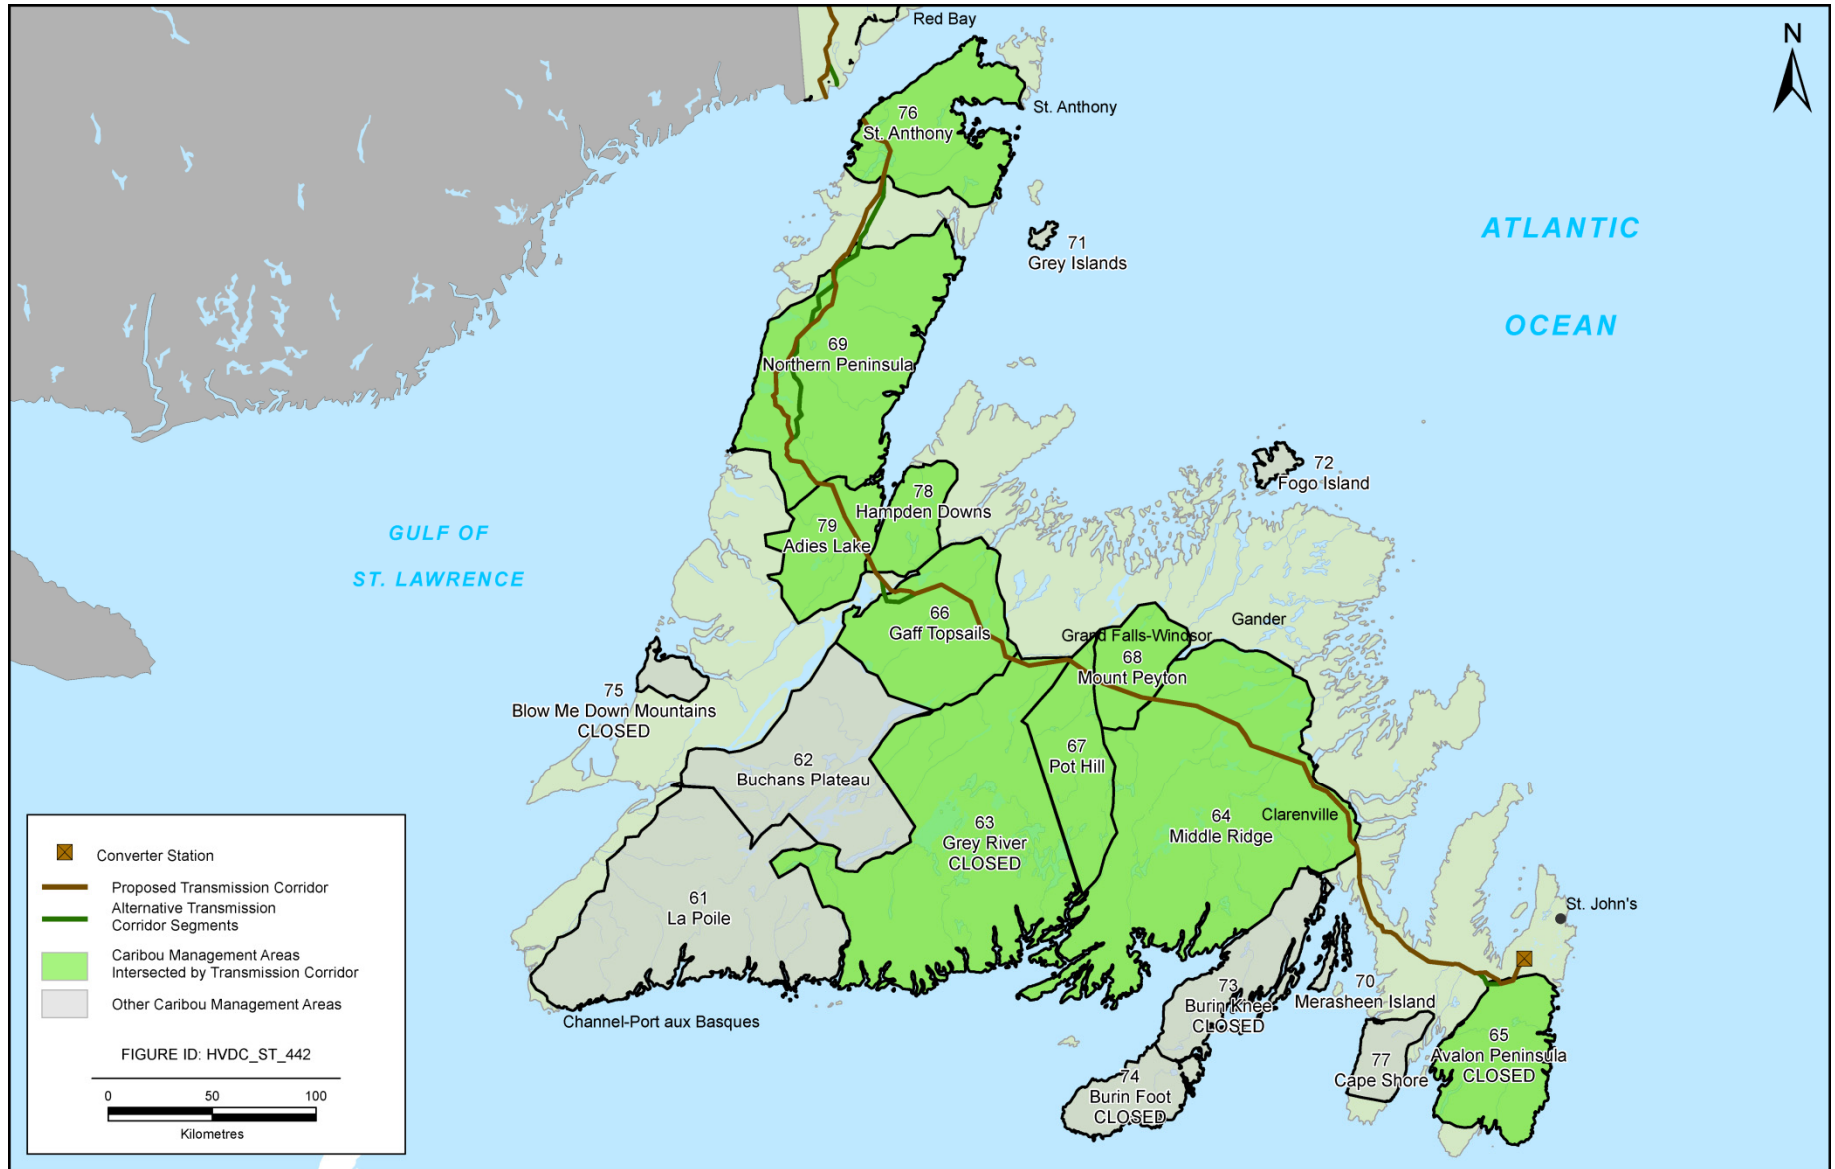 Red Bay
N
St. Anthony
76
St. Anthony
71
Grey Islands
ATLANTIC
OCEAN
69
Northern Peninsula
72
Fogo Island
78
Hampden Downs
79
Adies Lake
GULF OF
ST. LAWRENCE
66
Gaff Topsails
Gander
Grand Falls-Windsor
68
Mount Peyton
75
Blow Me Down Mountains
CLOSED
62
Buchans Plateau
67
Pot Hill
63
Grey River
CLOSED
64
Middle Ridge
Clarenville
61
La Poile
St. John's
73
Burin Knee
CLOSED
70
Merasheen Island
Channel-Port aux Basques
65
Avalon Peninsula
CLOSED
77
Cape Shore
74
Burin Foot
CLOSED
Converter Station
Proposed Transmission Corridor
Alternative Transmission
Corridor Segments
Caribou Management Areas
Intersected by Transmission Corridor
Other Caribou Management Areas
FIGURE ID: HVDC_ST_442
0 50 100
Kilometres